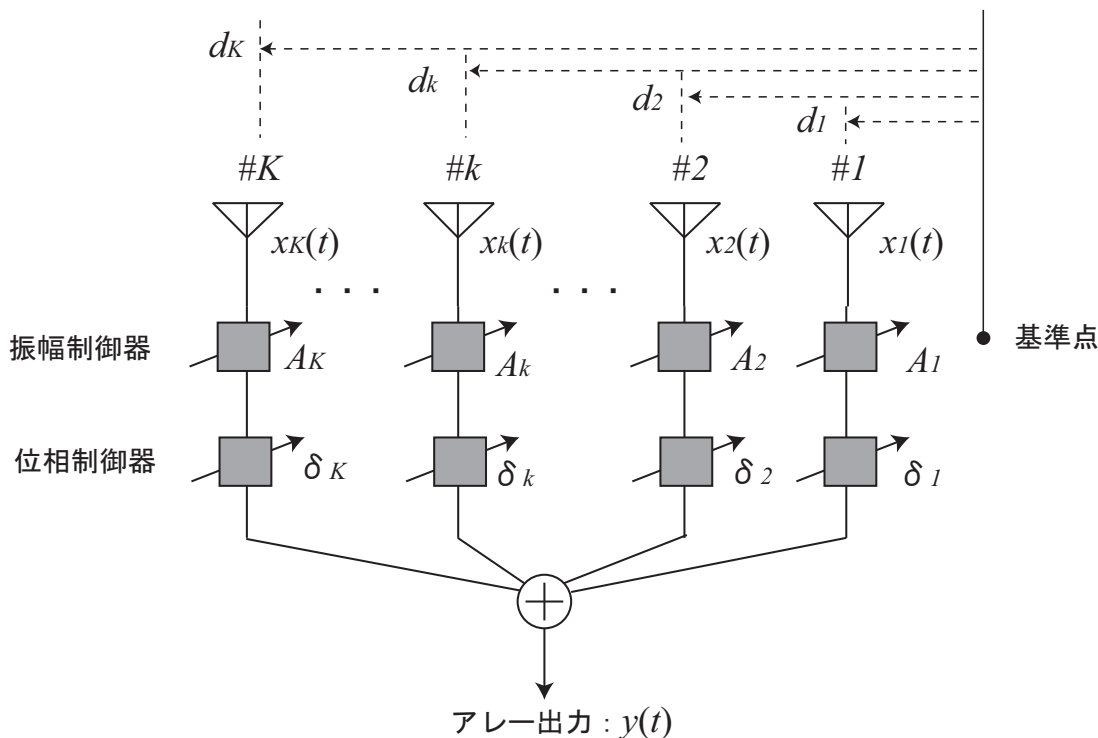 dK
dk
d2
d1
#K #k #2 #1
xK(t) xk(t) x2(t) x1(t)
. . . . . .
振幅制御器 AK Ak A2 A1 基準点
位相制御器 δK δk δ2 δ1
アレー出力 : y(t)